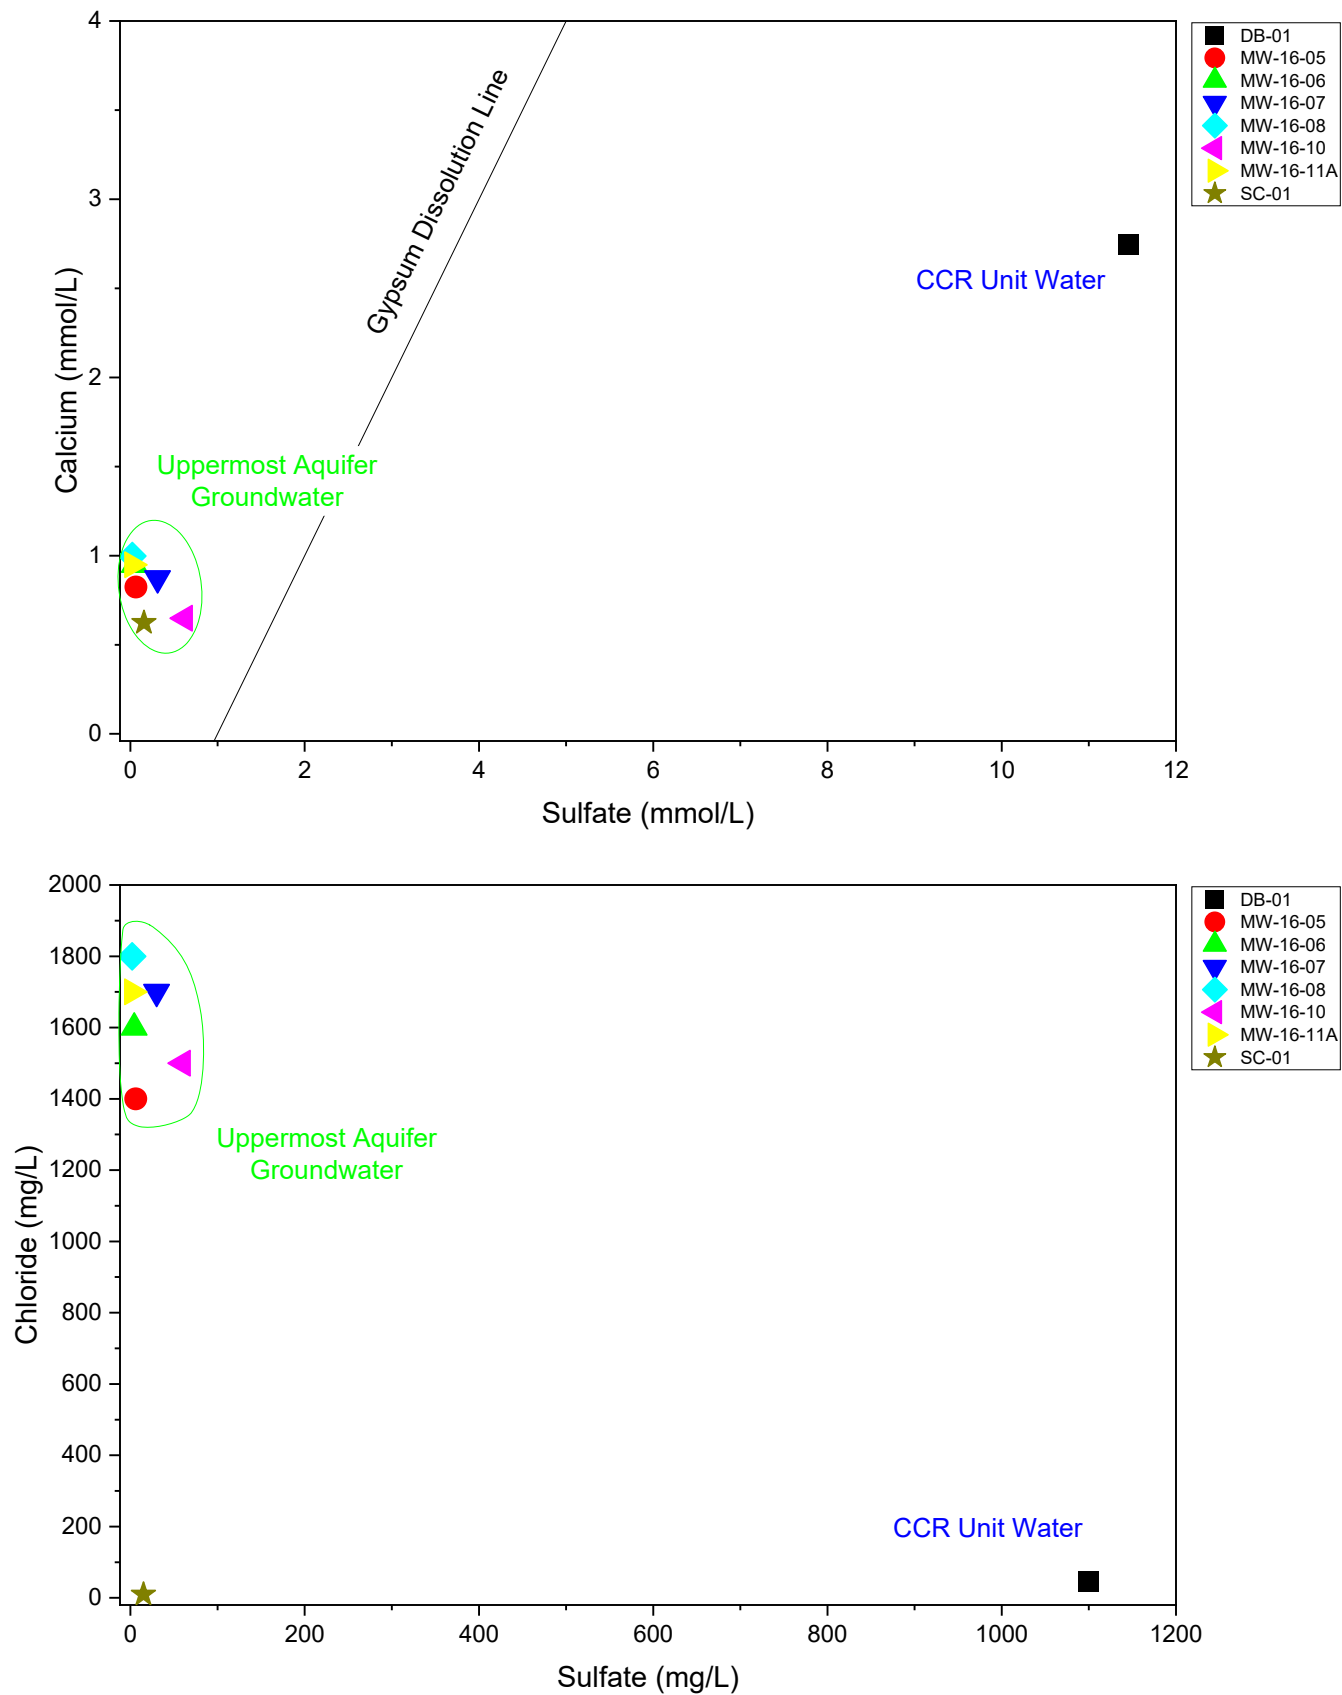 4
3
2
1
0
Calcium (mmol/L)
Gypsum Dissolution Line
CCR Unit Water
Uppermost Aquifer
Groundwater
0 2 4 6 8 10 12
Sulfate (mmol/L)
DB-01
MW-16-05
MW-16-06
MW-16-07
MW-16-08
MW-16-10
MW-16-11A
SC-01
2000
1800
1600
1400
1200
1000
800
600
400
200
0
Chloride (mg/L)
Uppermost Aquifer
Groundwater
CCR Unit Water
0 200 400 600 800 1000 1200
Sulfate (mg/L)
DB-01
MW-16-05
MW-16-06
MW-16-07
MW-16-08
MW-16-10
MW-16-11A
SC-01